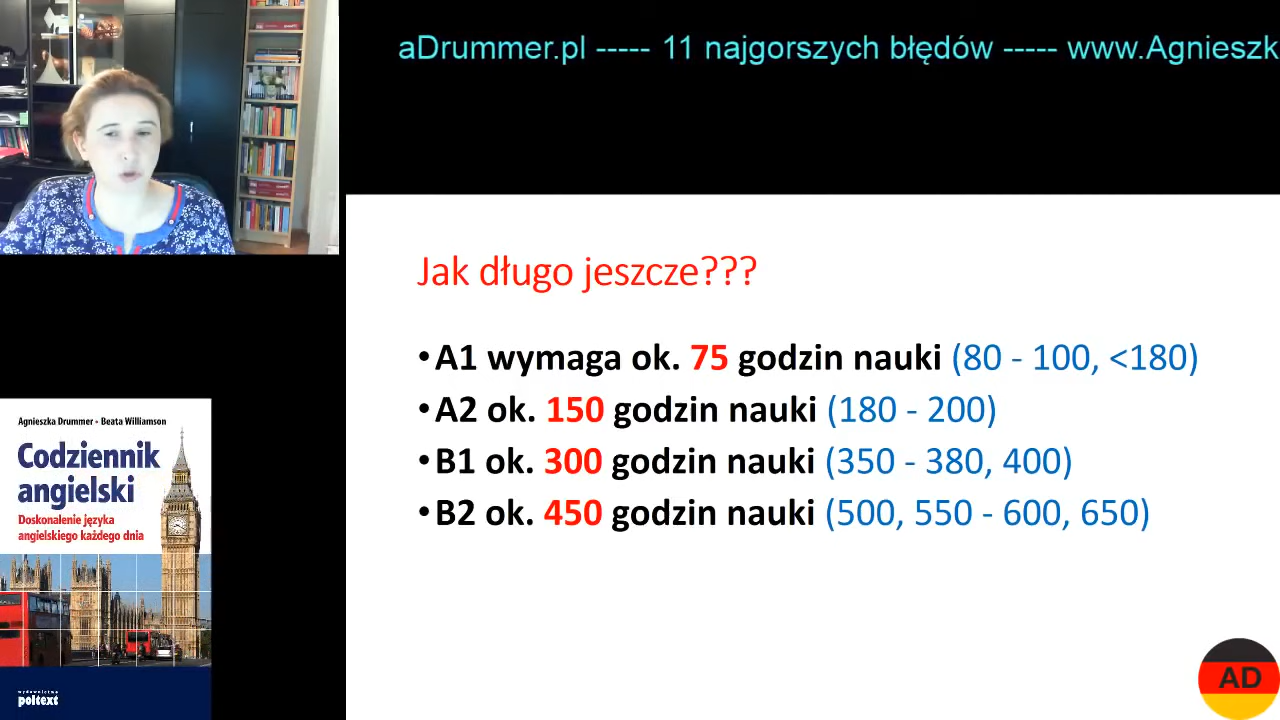 aDrummer.pl ----- 11 najgorszych błędów ----- www.Agnieszk
Jak długo jeszcze???
•A1 wymaga ok. 75 godzin nauki (80 - 100, <180)
•A2 ok. 150 godzin nauki (180 - 200)
•B1 ok. 300 godzin nauki (350 - 380, 400)
•B2 ok. 450 godzin nauki (500, 550 - 600, 650)
Agnieszka Drummer - Beata Williamson
Codziennik
angielski
Doskonalenie języka
angielskiego każdego dnia
wydawnictwo
poltext
AD